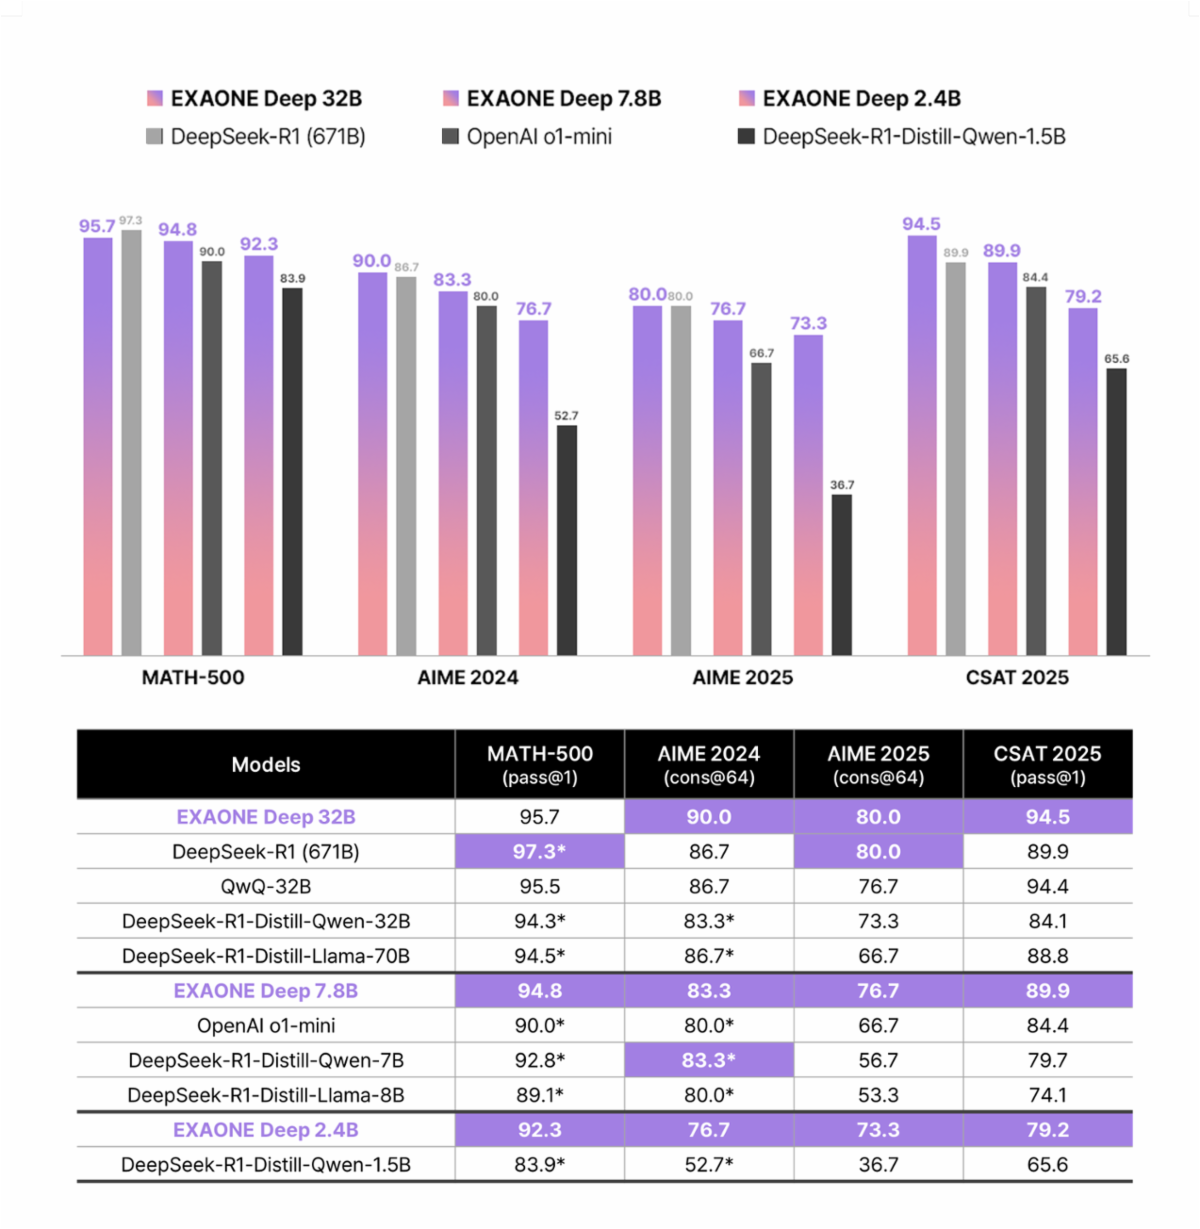 EXAONE Deep 32B EXAONE Deep 7.8B EXAONE Deep 2.4B
DeepSeek-R1 (671B) OpenAI o1-mini DeepSeek-R1-Distill-Qwen-1.5B
95.7 97.3 94.8 90.0 92.3 83.9
90.0 86.7 83.3 80.0 76.7 52.7
80.0 80.0 76.7 66.7 73.3 36.7
94.5 89.9 89.9 84.4 79.2 65.6
MATH-500 AIME 2024 AIME 2025 CSAT 2025
Models MATH-500 (pass@1) AIME 2024 (cons@64) AIME 2025 (cons@64) CSAT 2025 (pass@1)
EXAONE Deep 32B 95.7 90.0 80.0 94.5
DeepSeek-R1 (671B) 97.3* 86.7 80.0 89.9
QwQ-32B 95.5 86.7 76.7 94.4
DeepSeek-R1-Distill-Qwen-32B 94.3* 83.3* 73.3 84.1
DeepSeek-R1-Distill-Llama-70B 94.5* 86.7* 66.7 88.8
EXAONE Deep 7.8B 94.8 83.3 76.7 89.9
OpenAI o1-mini 90.0* 80.0* 66.7 84.4
DeepSeek-R1-Distill-Qwen-7B 92.8* 83.3* 56.7 79.7
DeepSeek-R1-Distill-Llama-8B 89.1* 80.0* 53.3 74.1
EXAONE Deep 2.4B 92.3 76.7 73.3 79.2
DeepSeek-R1-Distill-Qwen-1.5B 83.9* 52.7* 36.7 65.6